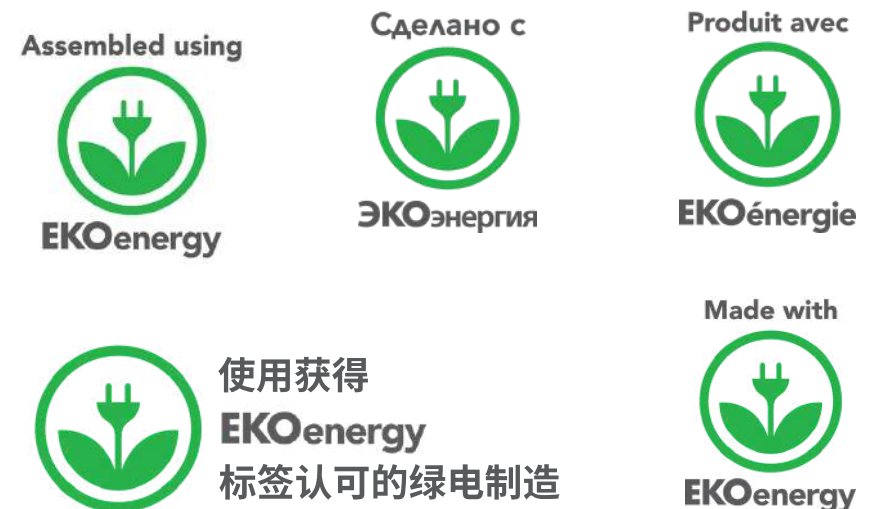 Assembled using
EKOenergy
Сделано с
ЭКОэнергия
Produit avec
EKOénergie
使用获得
EKOenergy
标签认可的绿电制造
Made with
EKOenergy